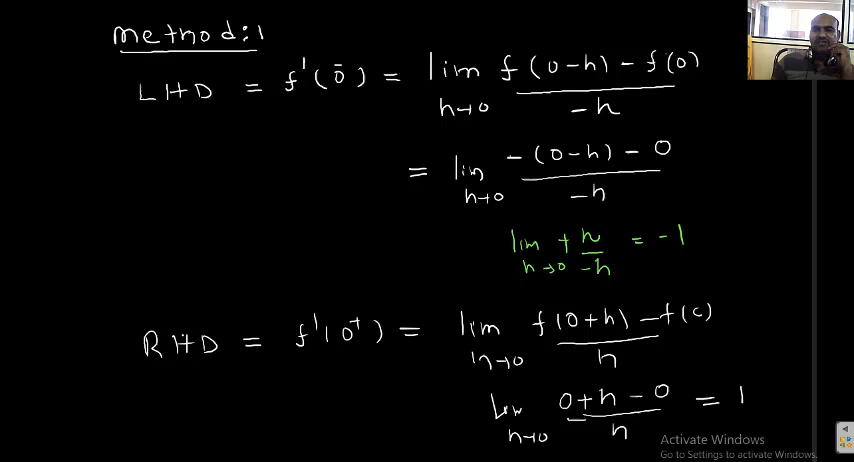 method:1
LHD = f'(0̄) = lim h→0 f(0-h) - f(0) / -h
= lim h→0 -(0-h) - 0 / -h
lim h→0 + h / -h = -1
RHD = f'(0⁺) = lim h→0 f(0+h) - f(c) / h
lim h→0 0+h-0 / h = 1
Activate Windows
Go to Settings to activate Windows.